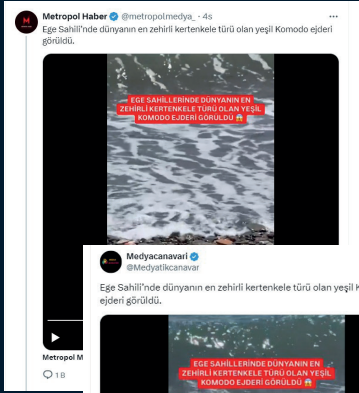 Metropol Haber @metropolmedya_ · 4s
Ege Sahili'nde dünyanın en zehirli kertenkele türü olan yeşil Komodo ejderi
görüldü.
EGE SAHİLLERİNDE DÜNYANIN EN
ZEHİRLİ KERTENKELE TÜRÜ OLAN YEŞİL
KOMODO EJDERİ GÖRÜLDÜ 😱
Metropol M
18
Medyacanavari
@Medyatikcanavar
Ege Sahili'nde dünyanın en zehirli kertenkele türü olan yeşil K
ejderi görüldü.
EGE SAHİLLERİNDE DÜNYANIN EN
ZEHİRLİ KERTENKELE TÜRÜ OLAN YEŞİL
KOMODO EJDERİ GÖRÜLDÜ 😱